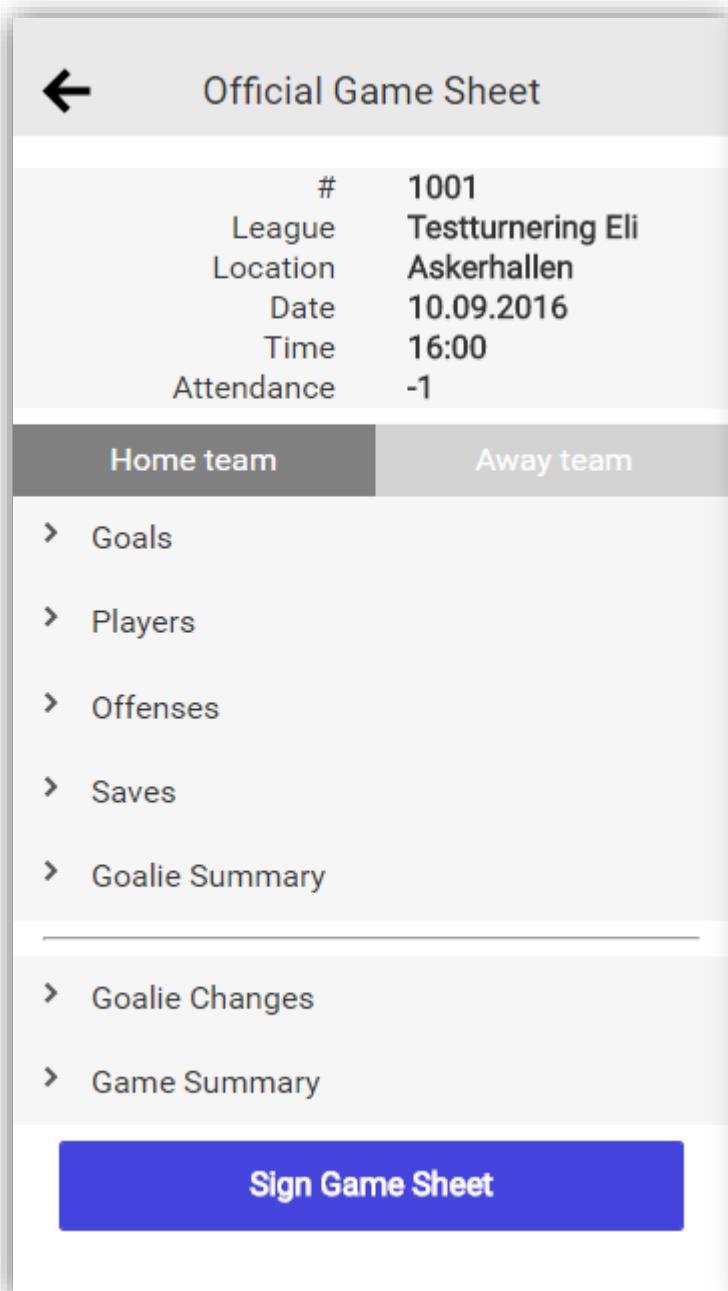 Official Game Sheet
# 1001
League Testturnering Eli
Location Askerhallen
Date 10.09.2016
Time 16:00
Attendance -1
Home team Away team
Goals
Players
Offenses
Saves
Goalie Summary
Goalie Changes
Game Summary
Sign Game Sheet